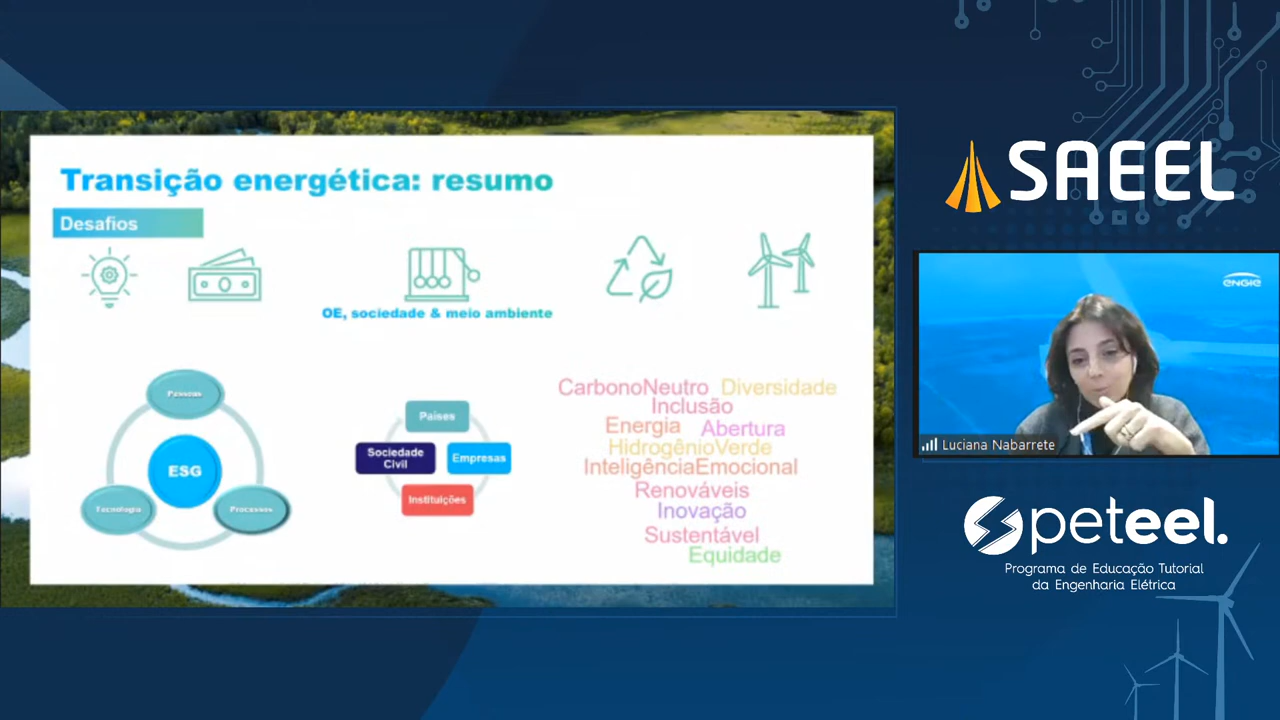 Transição energética: resumo
Desafios
OE, sociedade & meio ambiente
Pessoas
ESG
Tecnologia
Processos
Países
Sociedade
Civil
Empresas
Instituições
CarbonoNeutro Diversidade
Inclusão
Energia Abertura
HidrogênioVerde
InteligênciaEmocional
Renováveis
Inovação
Sustentável
Equidade
SAEEL
ENGIE
Luciana Nabarrete
peteel.
Programa de Educação Tutorial
da Engenharia Elétrica